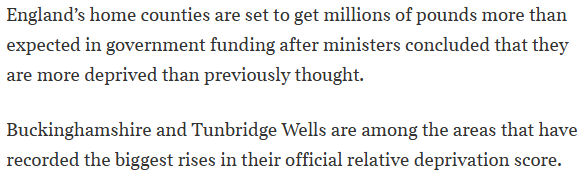 England’s home counties are set to get millions of pounds more than
expected in government funding after ministers concluded that they
are more deprived than previously thought.
Buckinghamshire and Tunbridge Wells are among the areas that have
recorded the biggest rises in their official relative deprivation score.